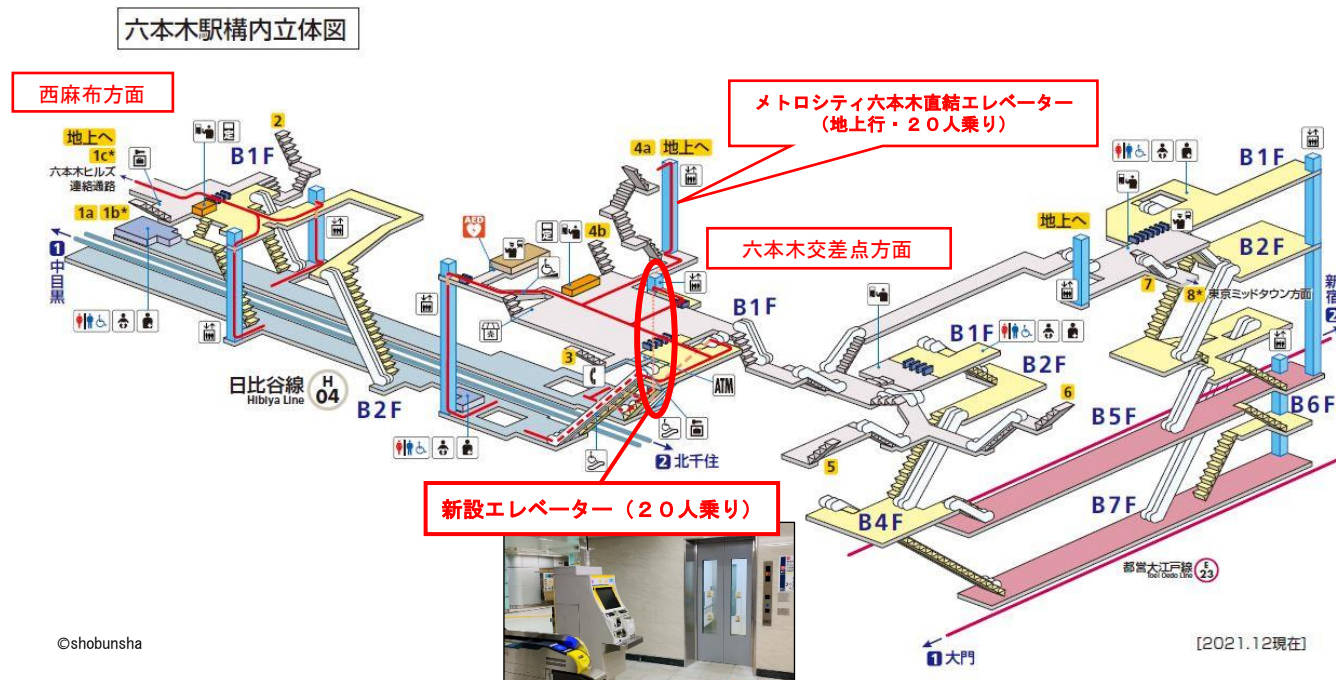 六本木駅構内立体図
西麻布方面
メトロシティ六本木直結エレベーター
（地上行・２０人乗り）
地上へ
1c*
六本木ヒルズ
連絡通路
1a 1b*
2
B1F
1
中目黒
日比谷線
Hibiya Line
H
04
B2F
AED
4a 地上へ
4b
六本木交差点方面
B1F
3
ATM
2 北千住
新設エレベーター（２０人乗り）
地上へ
B1F
B2F
7
8* 東京ミッドタウン方面
新宿
2
B1F
B2F
6
5
B4F
B5F
B6F
B7F
都営大江戸線
Toei Oedo Line
E
23
1 大門
©shobunsha
[2021.12現在]